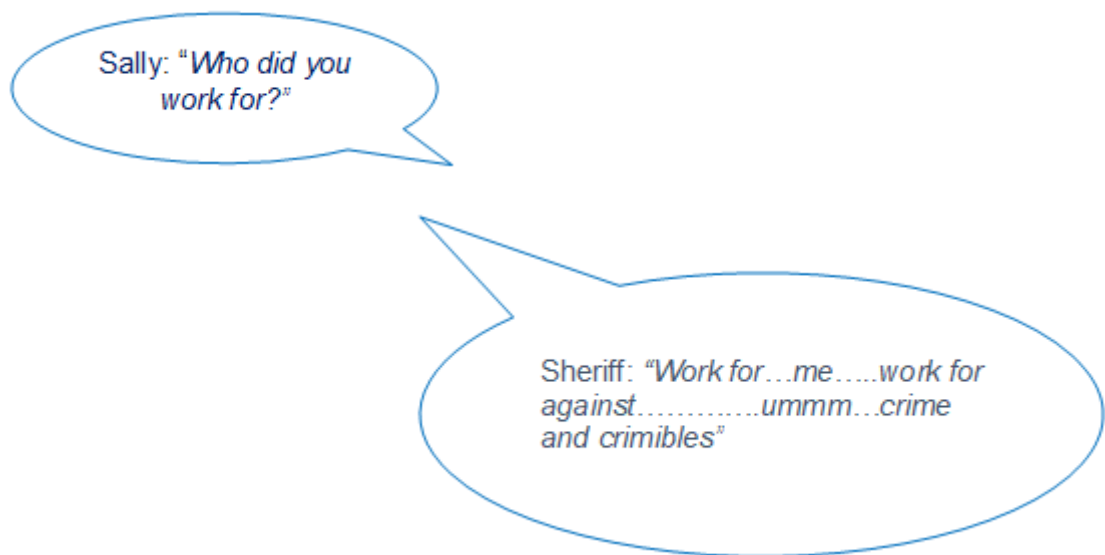 Sally: “Who did you
work for?”
Sheriff: “Work for…me…..work for
against………….ummm…crime
and crimibles”